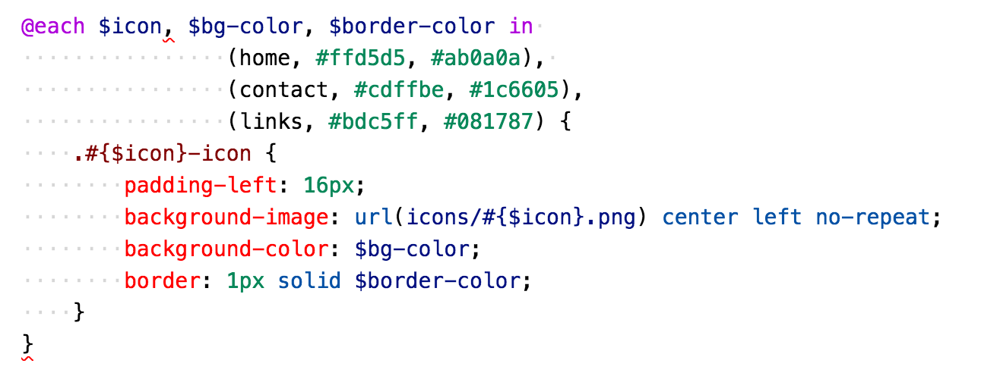 @each $icon, $bg-color, $border-color in
                (home, #ffd5d5, #ab0a0a),
                (contact, #cdffbe, #1c6605),
                (links, #bdc5ff, #081787) {
    .#{$icon}-icon {
        padding-left: 16px;
        background-image: url(icons/#{$icon}.png) center left no-repeat;
        background-color: $bg-color;
        border: 1px solid $border-color;
    }
}